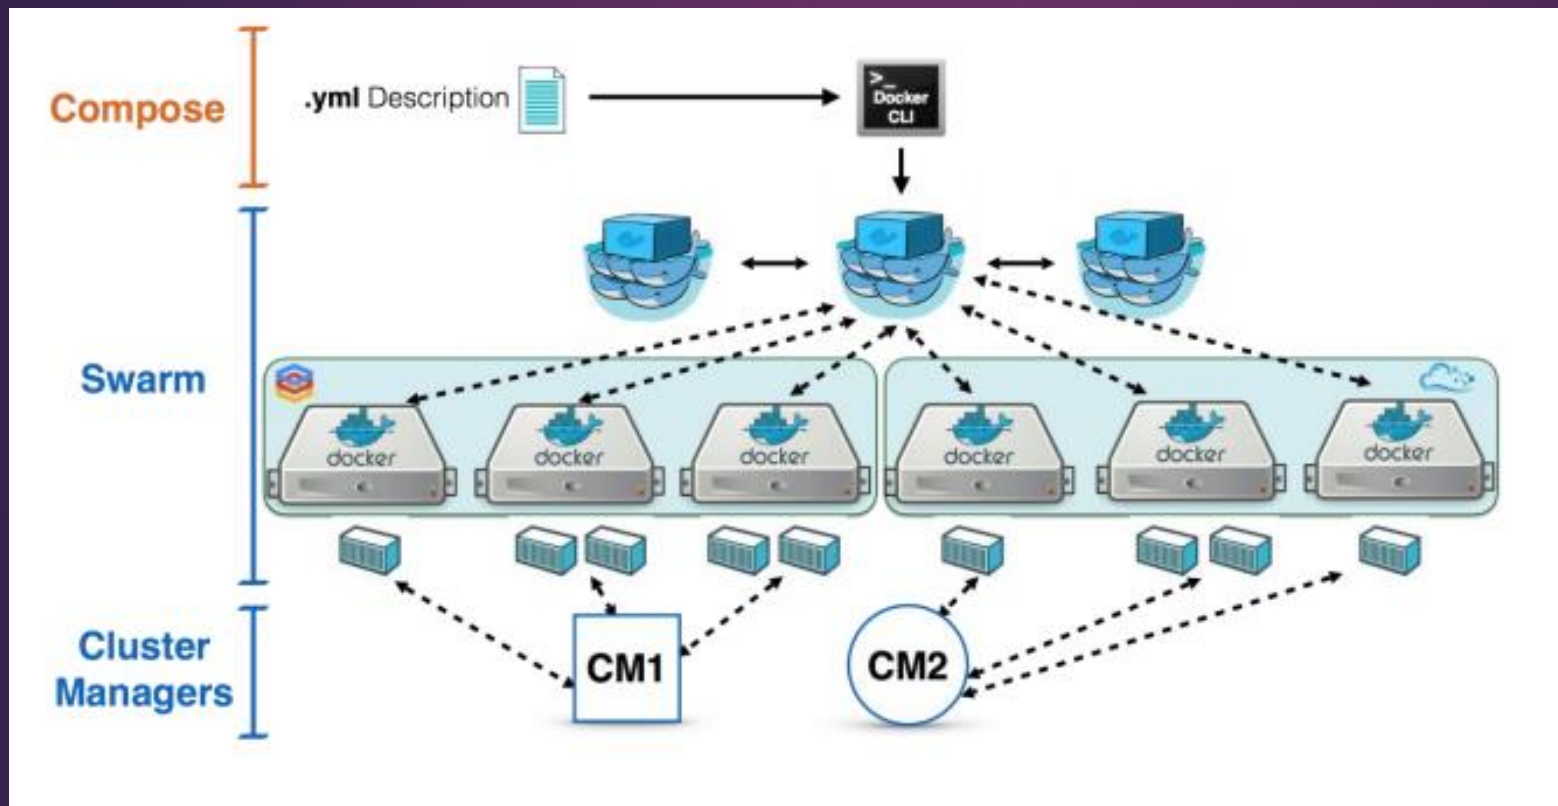 Compose
.yml Description
>_
Docker
CLI
Swarm
docker
docker
docker
docker
docker
docker
Cluster
Managers
CM1
CM2